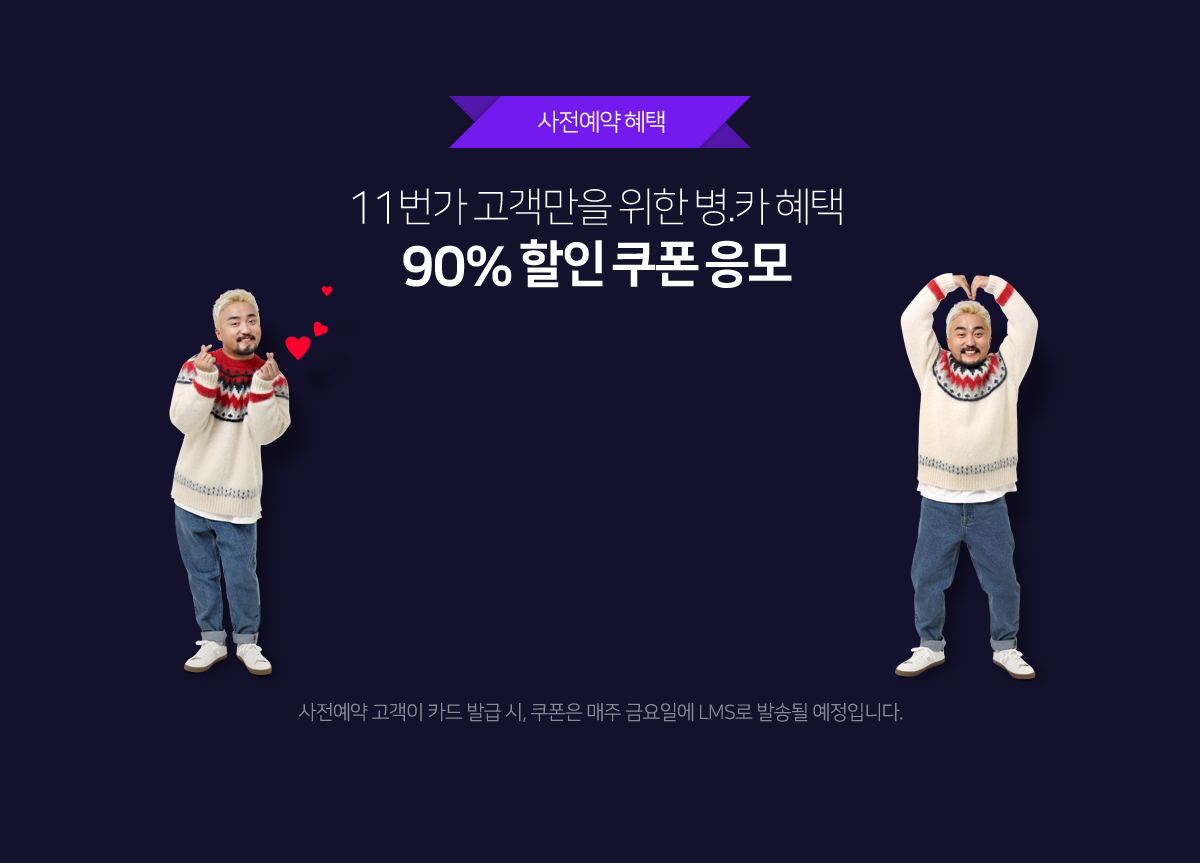 사전예약 혜택
11번가 고객만을 위한 병.카 혜택
90% 할인 쿠폰 응모
사전예약 고객이 카드 발급 시, 쿠폰은 매주 금요일에 LMS로 발송될 예정입니다.